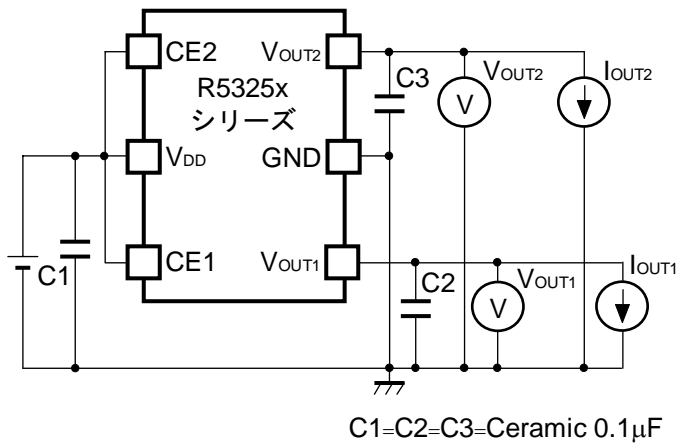 CE2
VOUT2
R5325x
シリーズ
C3
VOUT2
IOUT2
V
VDD
GND
C1
CE1
VOUT1
C2
VOUT1
IOUT1
V
C1=C2=C3=Ceramic 0.1μF